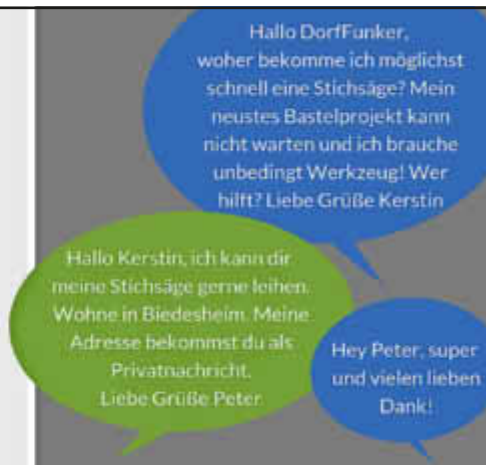 Hallo DorfFunker,
woher bekomme ich möglichst
schnell eine Stichsäge? Mein
neustes Bastelprojekt kann
nicht warten und ich brauche
unbedingt Werkzeug! Wer
hilft? Liebe Grüße Kerstin
Hallo Kerstin, ich kann dir
meine Stichsäge gerne leihen.
Wohne in Biedesheim. Meine
Adresse bekommst du als
Privatnachricht.
Liebe Grüße Peter
Hey Peter, super
und vielen lieben
Dank!